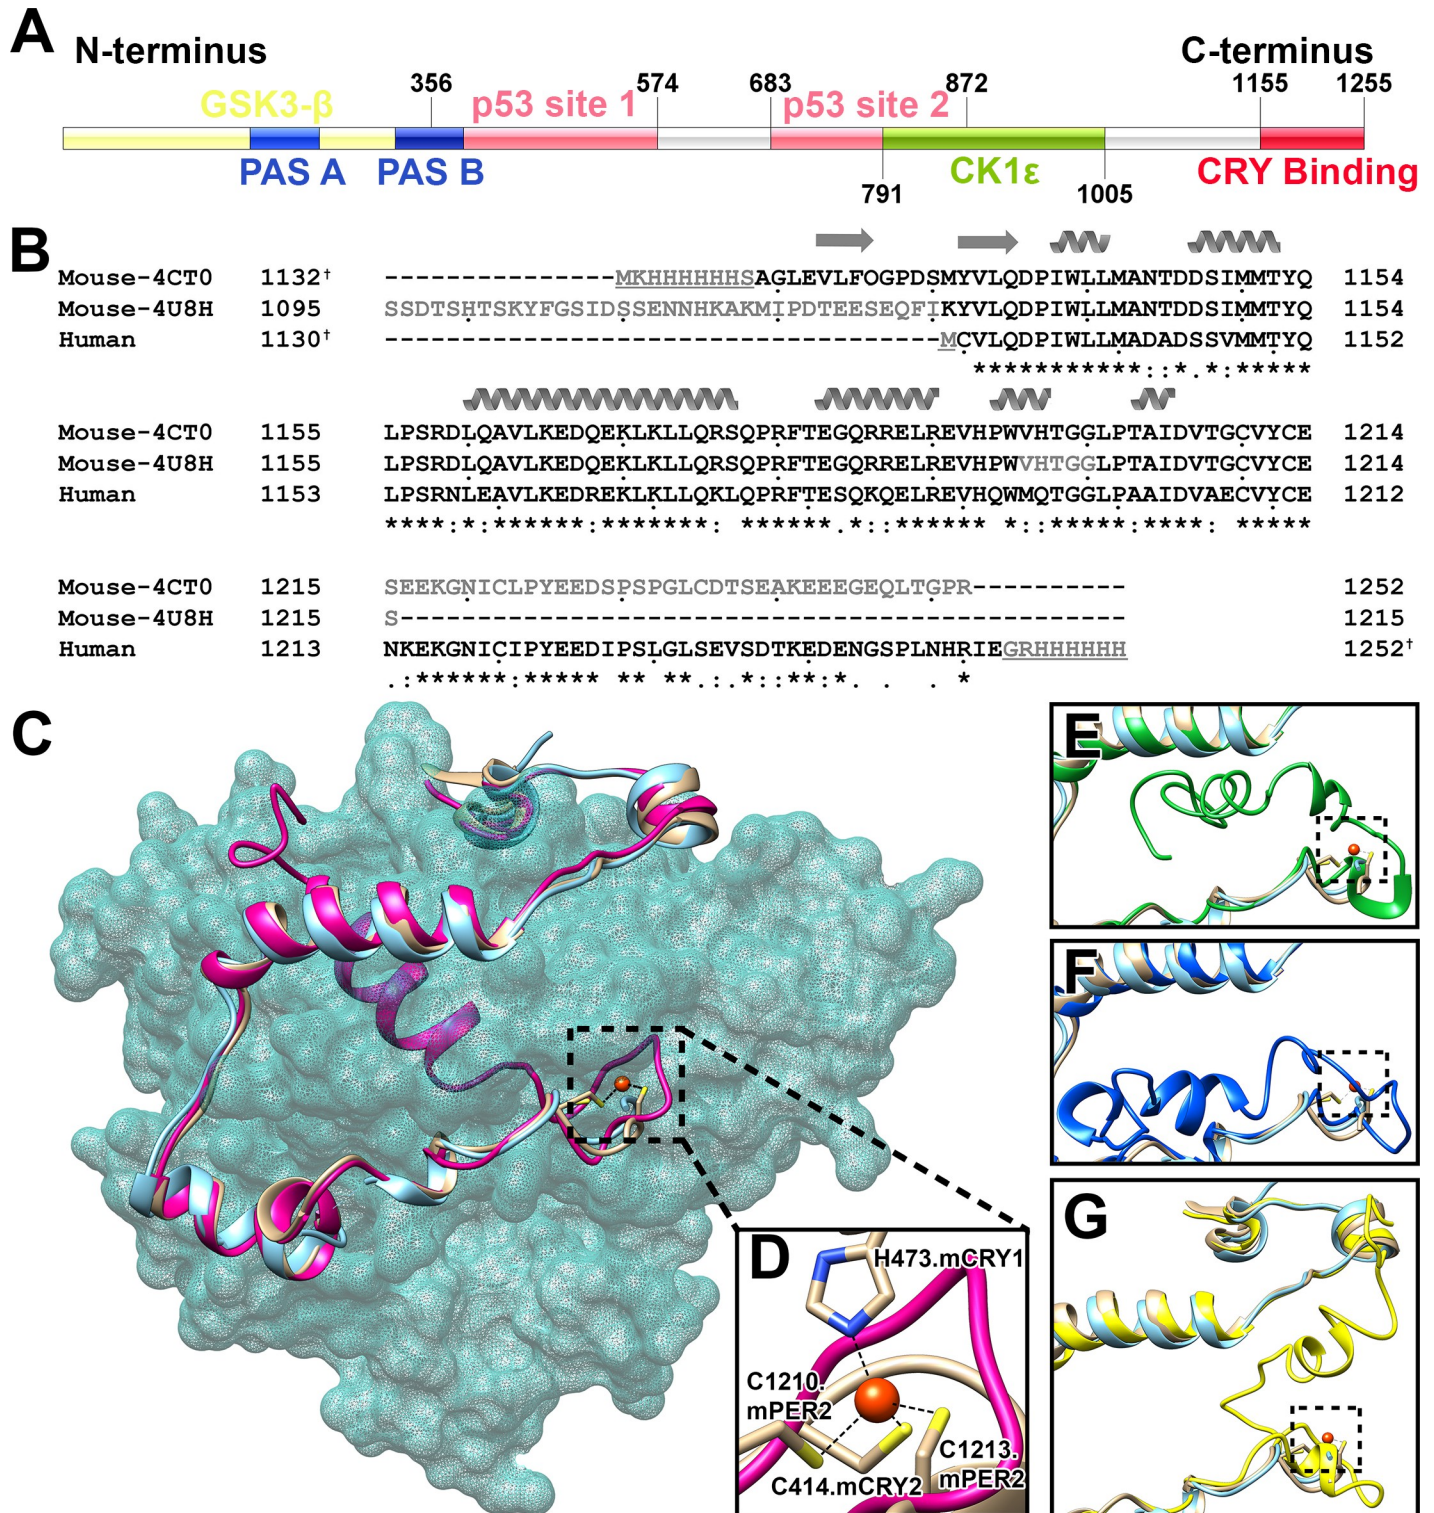 A
N-terminus
C-terminus
GSK3-β
356
p53 site 1
574
683
p53 site 2
872
1155
1255
PAS A
PAS B
791
CK1ε
1005
CRY Binding
B
Mouse-4CT0 1132† ---------------MKHHHHHHHSAGLEVLFOGPDSMYVLQDPIWLLMANTDDSIMMTYQ 1154
Mouse-4U8H 1095 SSDTSHTSKYFGSIDSSENNHKAKMIPDTEESEQFIKYVLQDPIWLLMANTDDSIMMTYQ 1154
Human 1130† ------------------------------------MCVLQDPIWLLMADADSSVMMTYQ 1152
***********::*.*:*****
Mouse-4CT0 1155 LPSRDLQAVLKEDQEKLKLLQRSQPRFTEGQRRELREVHPWVHTGGLPTAIDVTGCVYCE 1214
Mouse-4U8H 1155 LPSRDLQAVLKEDQEKLKLLQRSQPRFTEGQRRELREVHPWVHTGGLPTAIDVTGCVYCE 1214
Human 1153 LPSRNLEAVLKEDREKLKLLQKLQPRFTESQKQELREVHQWMQTGGLPAAIDVAECVYCE 1212
****:*:******:*******: ******.*::****** *::*****:****: *****
Mouse-4CT0 1215 SEEKGNICLPYEEDSPSPGLCDTSEAKEEEGEQLTGPR---------- 1252
Mouse-4U8H 1215 S----------------------------------------------- 1215
Human 1213 NKEKGNICIPYEEDIPSLGLSEVSDTKEDENGSPLNHRIEGRHHHHHH 1252†
.:******:***** ** **.:.*::**:*. . . *
C
D
H473.mCRY1
C1210.
mPER2
C414.mCRY2
C1213.
mPER2
E
F
G